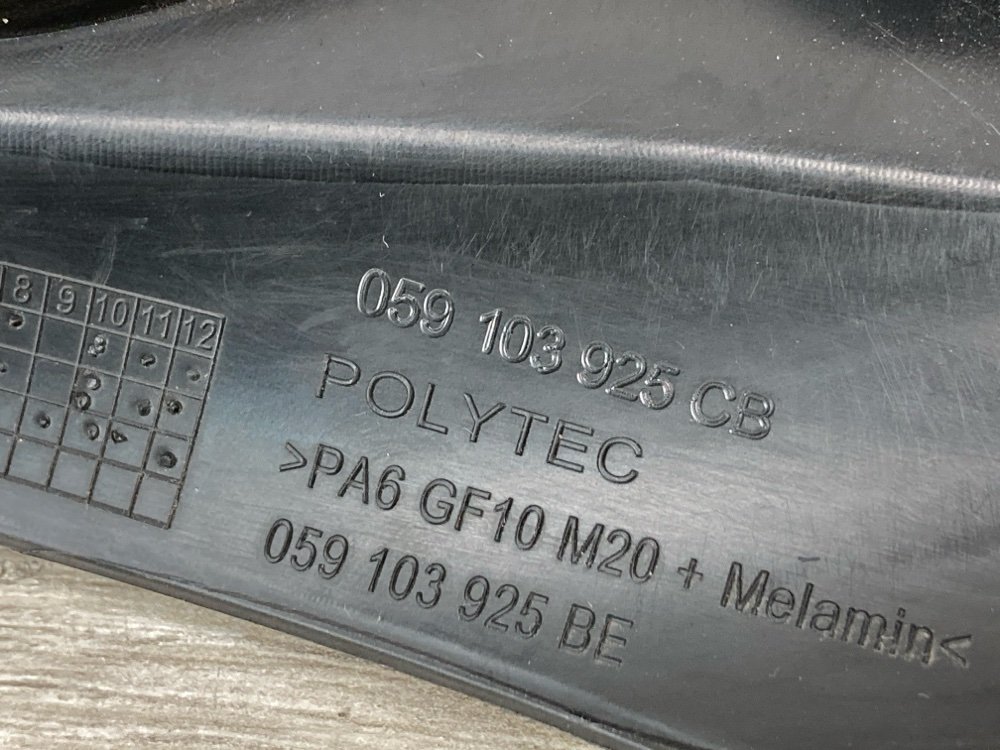 8 9 10 11 12
059 103 925 CB
POLYTEC
>PA6 GF10 M20 + Melamin<
059 103 925 BE